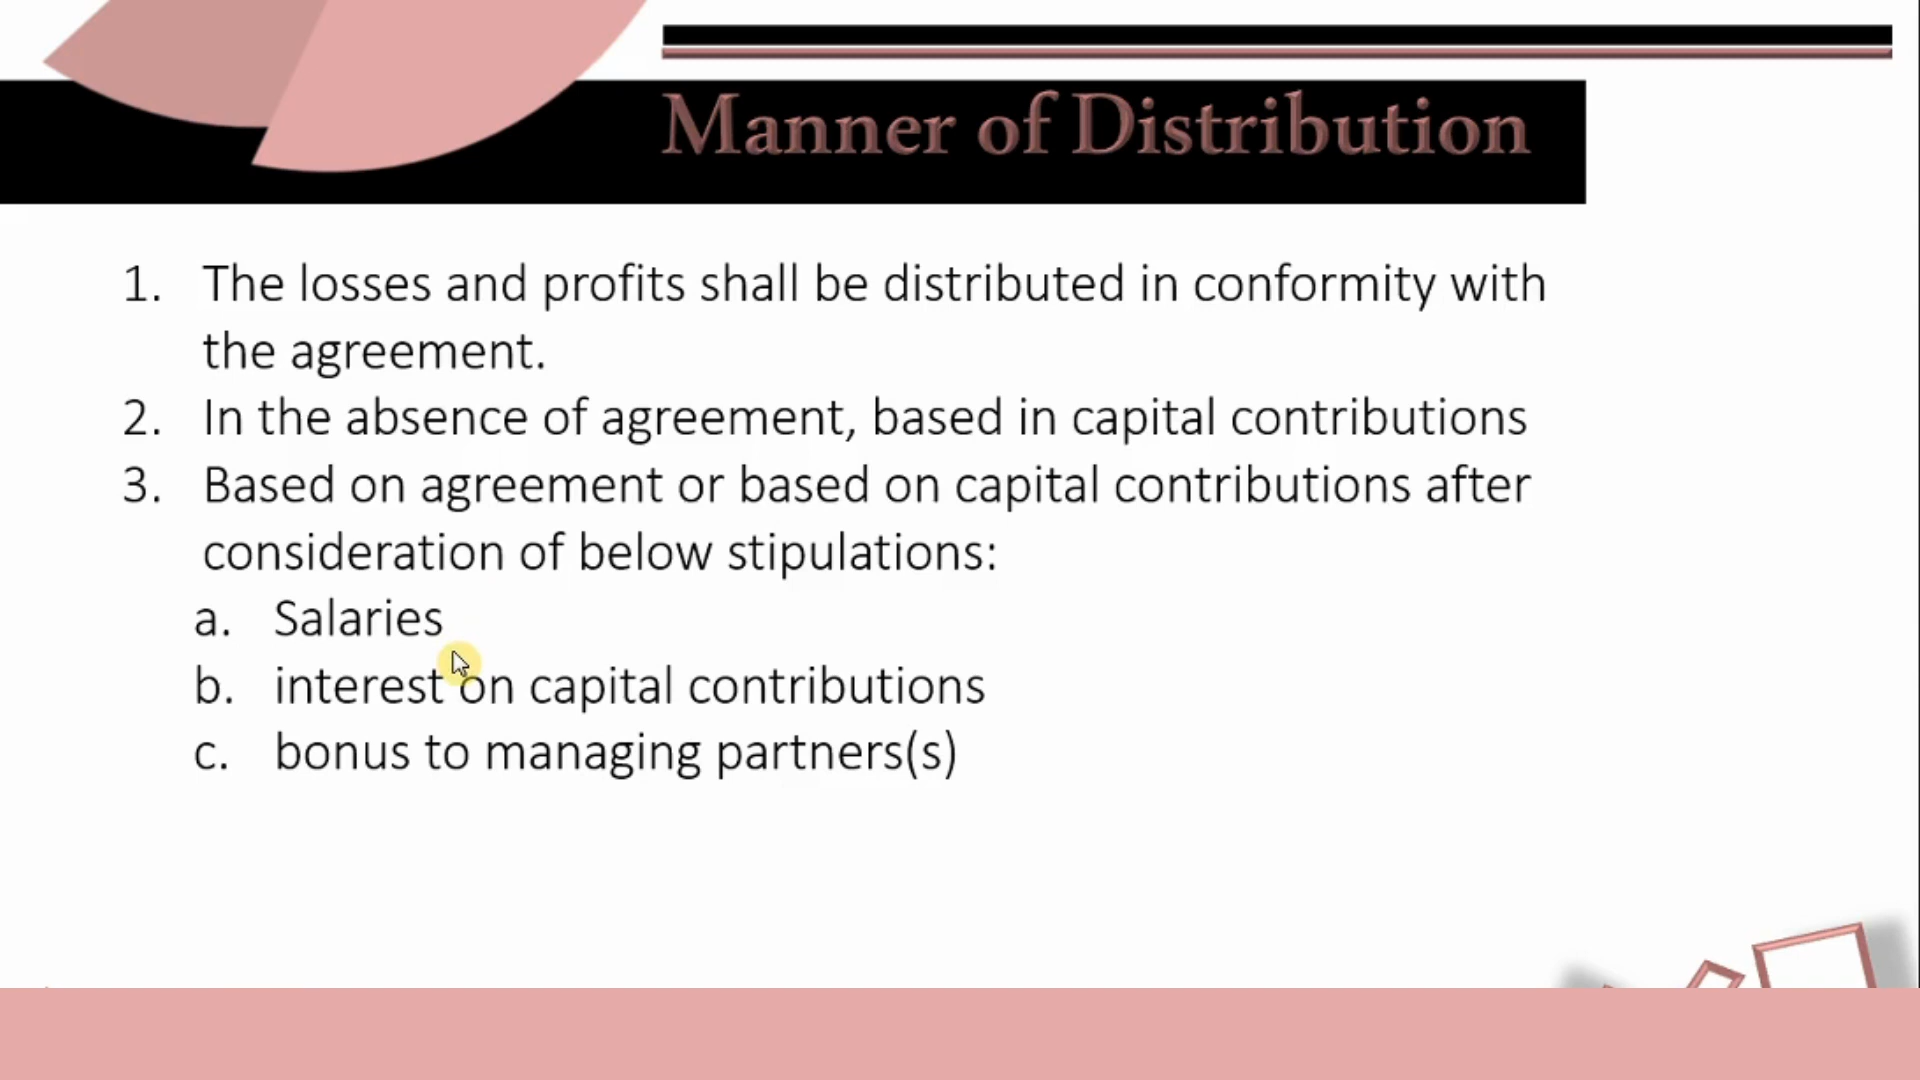 Manner of Distribution
1. The losses and profits shall be distributed in conformity with
the agreement.
2. In the absence of agreement, based in capital contributions
3. Based on agreement or based on capital contributions after
consideration of below stipulations:
a. Salaries
b. interest on capital contributions
c. bonus to managing partners(s)